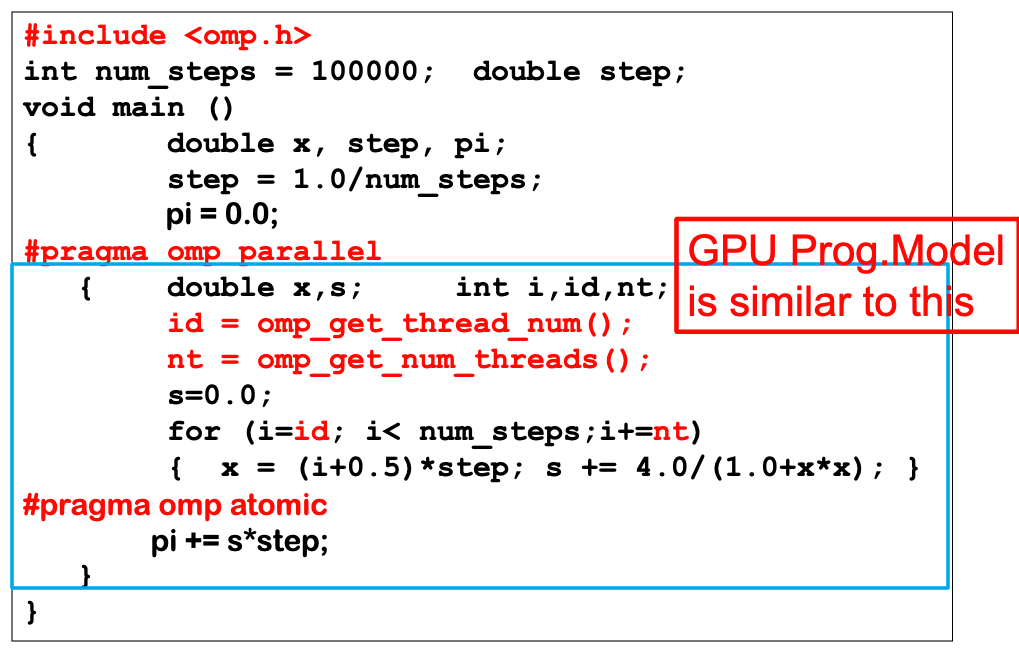 #include <omp.h>
int num_steps = 100000;  double step;
void main ()
{       double x, step, pi;
        step = 1.0/num_steps;
        pi = 0.0;
#pragma omp parallel
   {    double x,s;     int i,id,nt;
        id = omp_get_thread_num();
        nt = omp_get_num_threads();
        s=0.0;
        for (i=id; i< num_steps;i+=nt)
        {  x = (i+0.5)*step; s += 4.0/(1.0+x*x); }
#pragma omp atomic
        pi += s*step;
   }
}
GPU Prog.Model
is similar to this